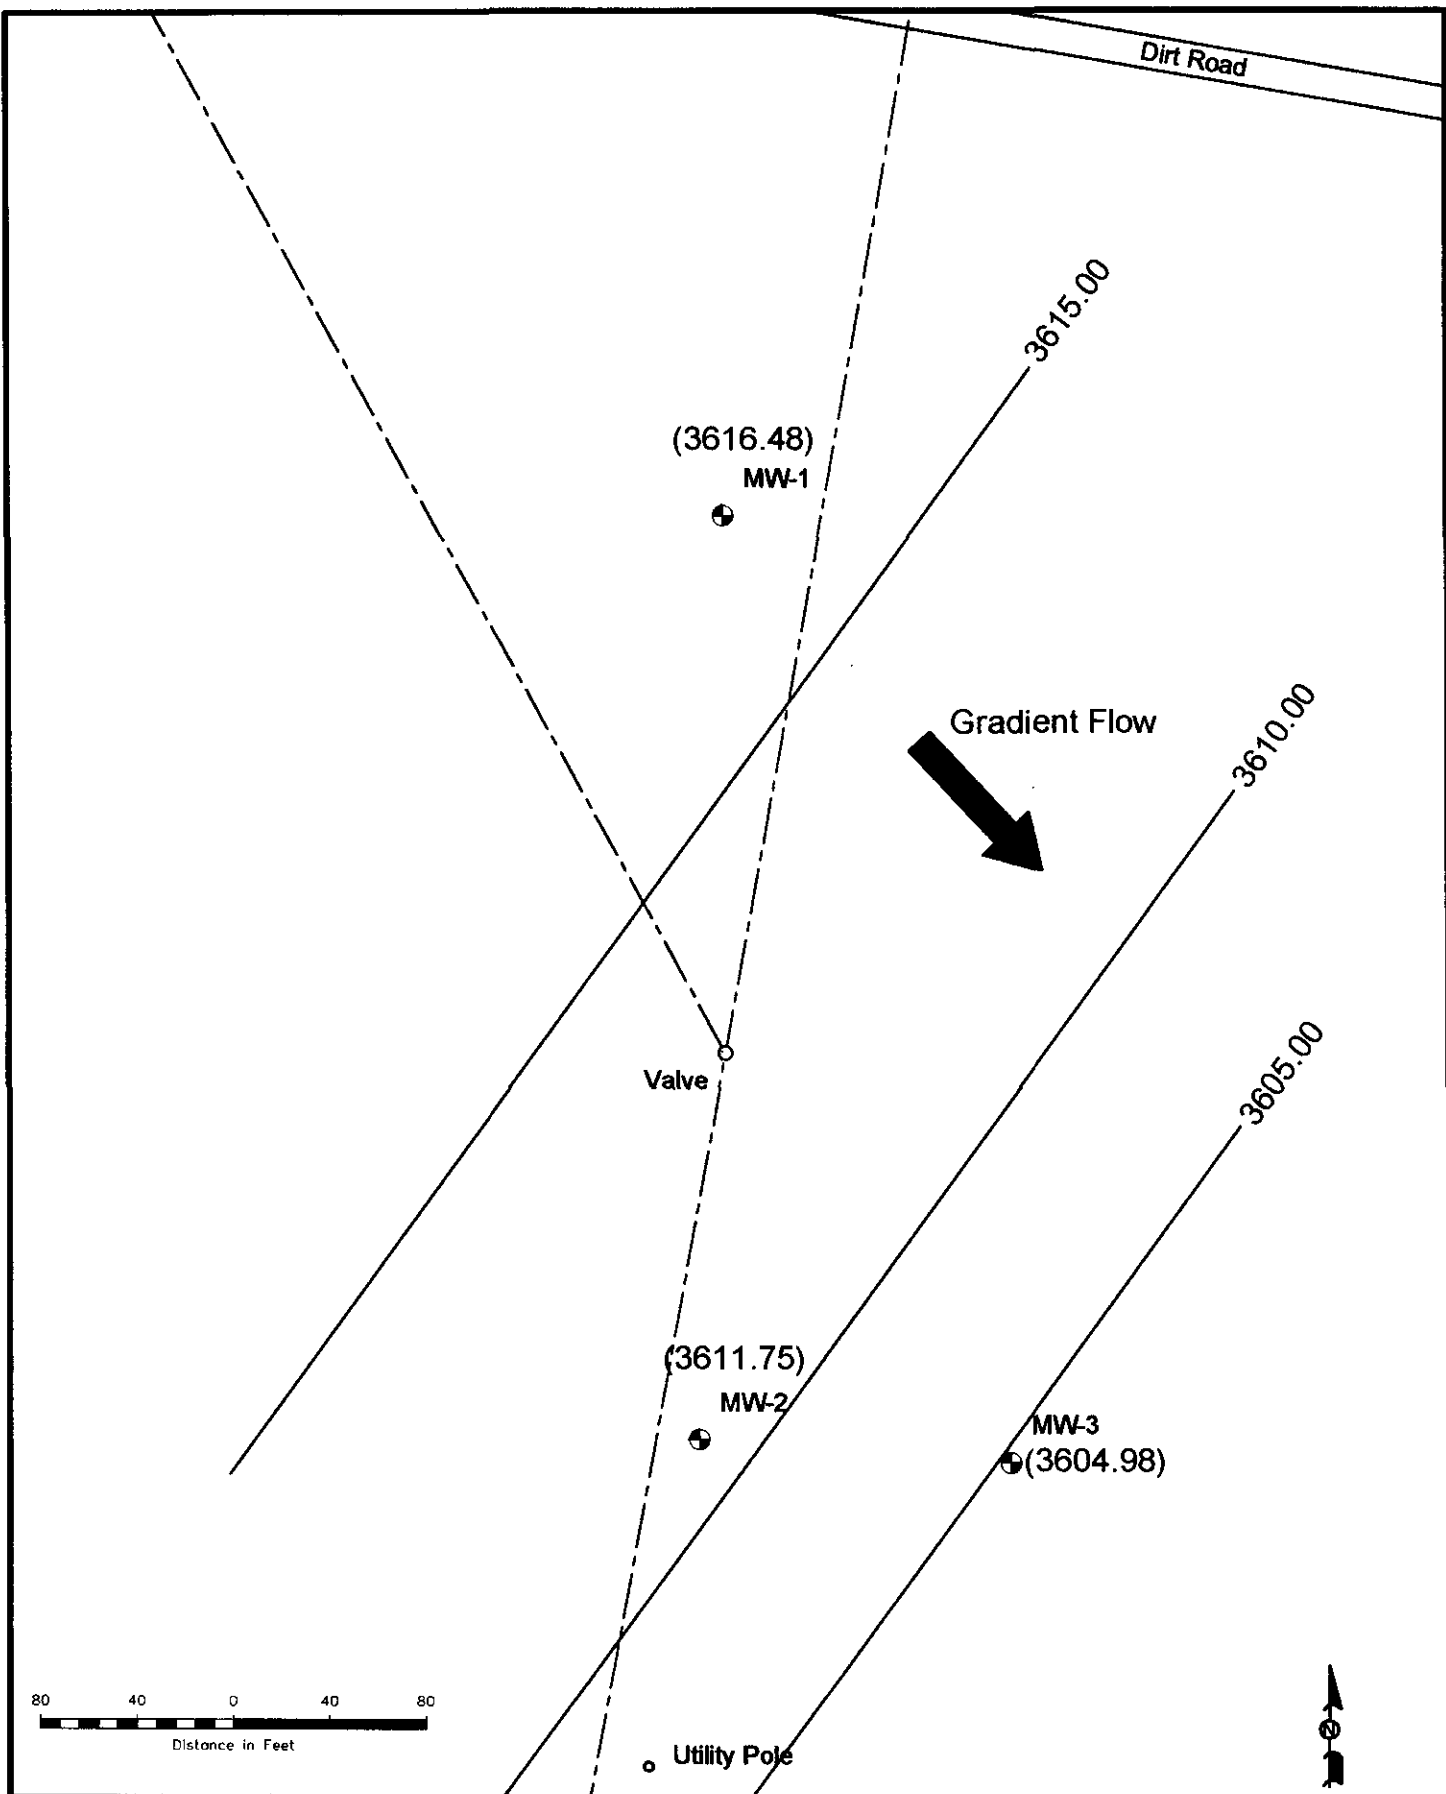 Dirt Road
3615.00
(3616.48)
MW-1
3610.00
Gradient Flow
3605.00
Valve
(3611.75)
MW-2
MW-3
(3604.98)
80 40 0 40 80
Distance in Feet
Utility Pole
N